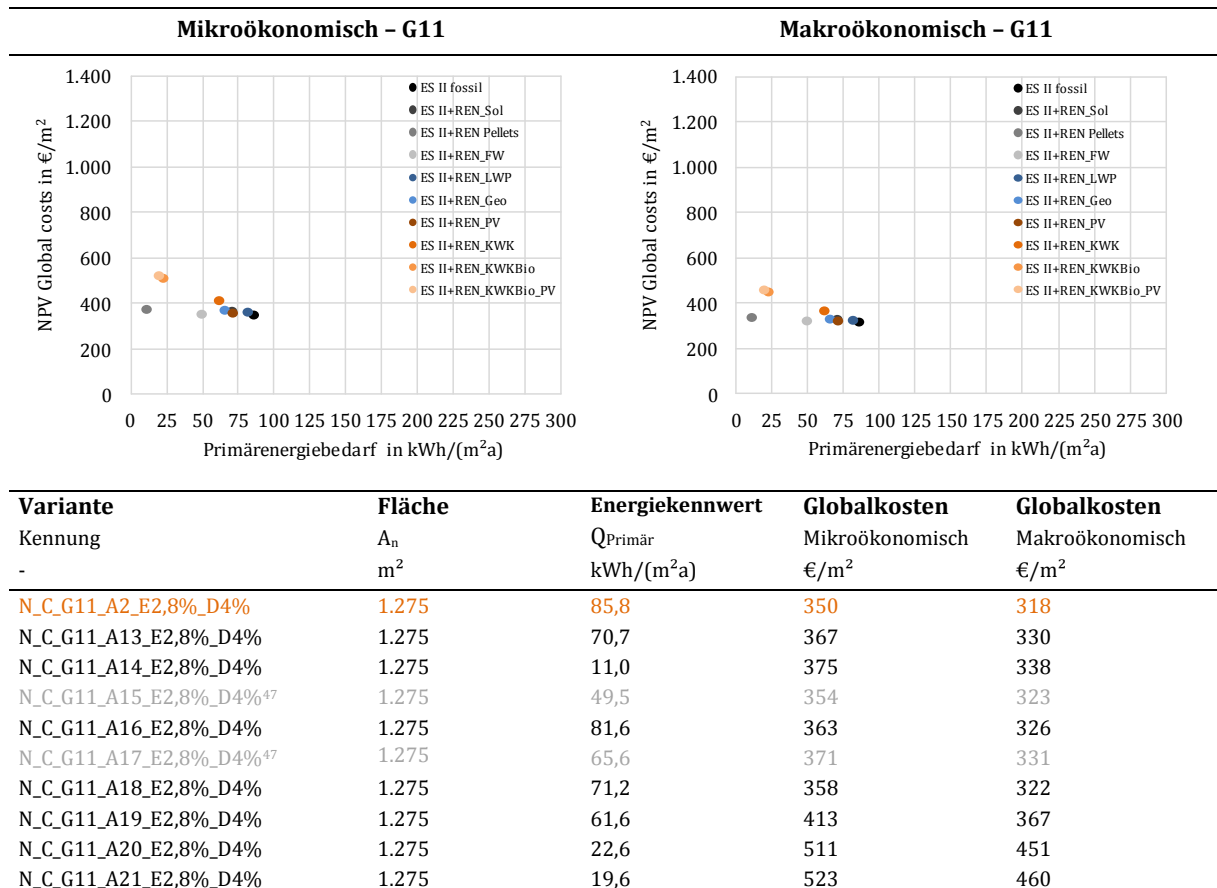 Mikroökonomisch – G11 Makroökonomisch – G11
NPV Global costs in €/m²
1.400
1.200
1.000
800
600
400
200
0
0 25 50 75 100 125 150 175 200 225 250 275 300
Primärenergiebedarf in kWh/(m²a)
ES II fossil
ES II+REN_Sol
ES II+REN Pellets
ES II+REN_FW
ES II+REN_LWP
ES II+REN_Geo
ES II+REN_PV
ES II+REN_KWK
ES II+REN_KWKBio
ES II+REN_KWKBio_PV
NPV Global costs in €/m²
1.400
1.200
1.000
800
600
400
200
0
0 25 50 75 100 125 150 175 200 225 250 275 300
Primärenergiebedarf in kWh/(m²a)
ES II fossil
ES II+REN_Sol
ES II+REN Pellets
ES II+REN_FW
ES II+REN_LWP
ES II+REN_Geo
ES II+REN_PV
ES II+REN_KWK
ES II+REN_KWKBio
ES II+REN_KWKBio_PV
Variante Fläche Energiekennwert Globalkosten Globalkosten
Kennung An QPrimär Mikroökonomisch Makroökonomisch
- m² kWh/(m²a) €/m² €/m²
N_C_G11_A2_E2,8%_D4% 1.275 85,8 350 318
N_C_G11_A13_E2,8%_D4% 1.275 70,7 367 330
N_C_G11_A14_E2,8%_D4% 1.275 11,0 375 338
N_C_G11_A15_E2,8%_D4%⁴⁷ 1.275 49,5 354 323
N_C_G11_A16_E2,8%_D4% 1.275 81,6 363 326
N_C_G11_A17_E2,8%_D4%⁴⁷ 1.275 65,6 371 331
N_C_G11_A18_E2,8%_D4% 1.275 71,2 358 322
N_C_G11_A19_E2,8%_D4% 1.275 61,6 413 367
N_C_G11_A20_E2,8%_D4% 1.275 22,6 511 451
N_C_G11_A21_E2,8%_D4% 1.275 19,6 523 460